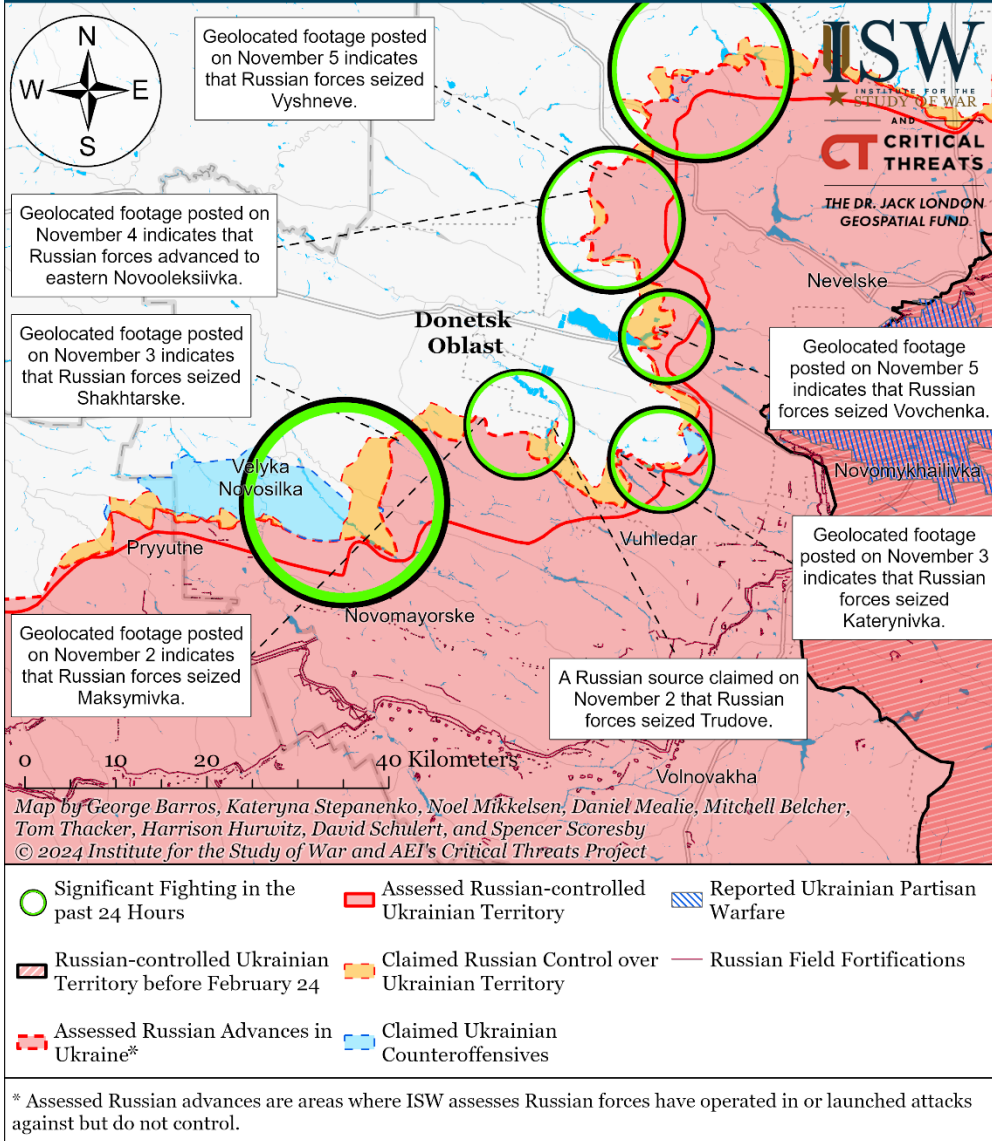 N
W
E
S
Geolocated footage posted
on November 5 indicates
that Russian forces seized
Vyshneve.
ISW
INSTITUTE FOR THE
STUDY OF WAR
AND
CT CRITICAL
THREATS
THE DR. JACK LONDON
GEOSPATIAL FUND
Geolocated footage posted on
November 4 indicates that
Russian forces advanced to
eastern Novooleksiivka.
Nevelske
Geolocated footage posted
on November 3 indicates
that Russian forces seized
Shakhtarske.
Donetsk
Oblast
Geolocated footage
posted on November 5
indicates that Russian
forces seized Vovchenka.
Velyka
Novosilka
Novomykhailivka
Pryyutne
Vuhledar
Geolocated footage
posted on November 3
indicates that Russian
forces seized
Katerynivka.
Novomayorske
Geolocated footage posted
on November 2 indicates
that Russian forces seized
Maksymivka.
A Russian source claimed on
November 2 that Russian
forces seized Trudove.
0 10 20 40 Kilometers
Volnovakha
Map by George Barros, Kateryna Stepanenko, Noel Mikkelsen, Daniel Mealie, Mitchell Belcher,
Tom Thacker, Harrison Hurwitz, David Schulert, and Spencer Scoresby
© 2024 Institute for the Study of War and AEI's Critical Threats Project
Significant Fighting in the
past 24 Hours
Assessed Russian-controlled
Ukrainian Territory
Reported Ukrainian Partisan
Warfare
Russian-controlled Ukrainian
Territory before February 24
Claimed Russian Control over
Ukrainian Territory
Russian Field Fortifications
Assessed Russian Advances in
Ukraine*
Claimed Ukrainian
Counteroffensives
* Assessed Russian advances are areas where ISW assesses Russian forces have operated in or launched attacks
against but do not control.